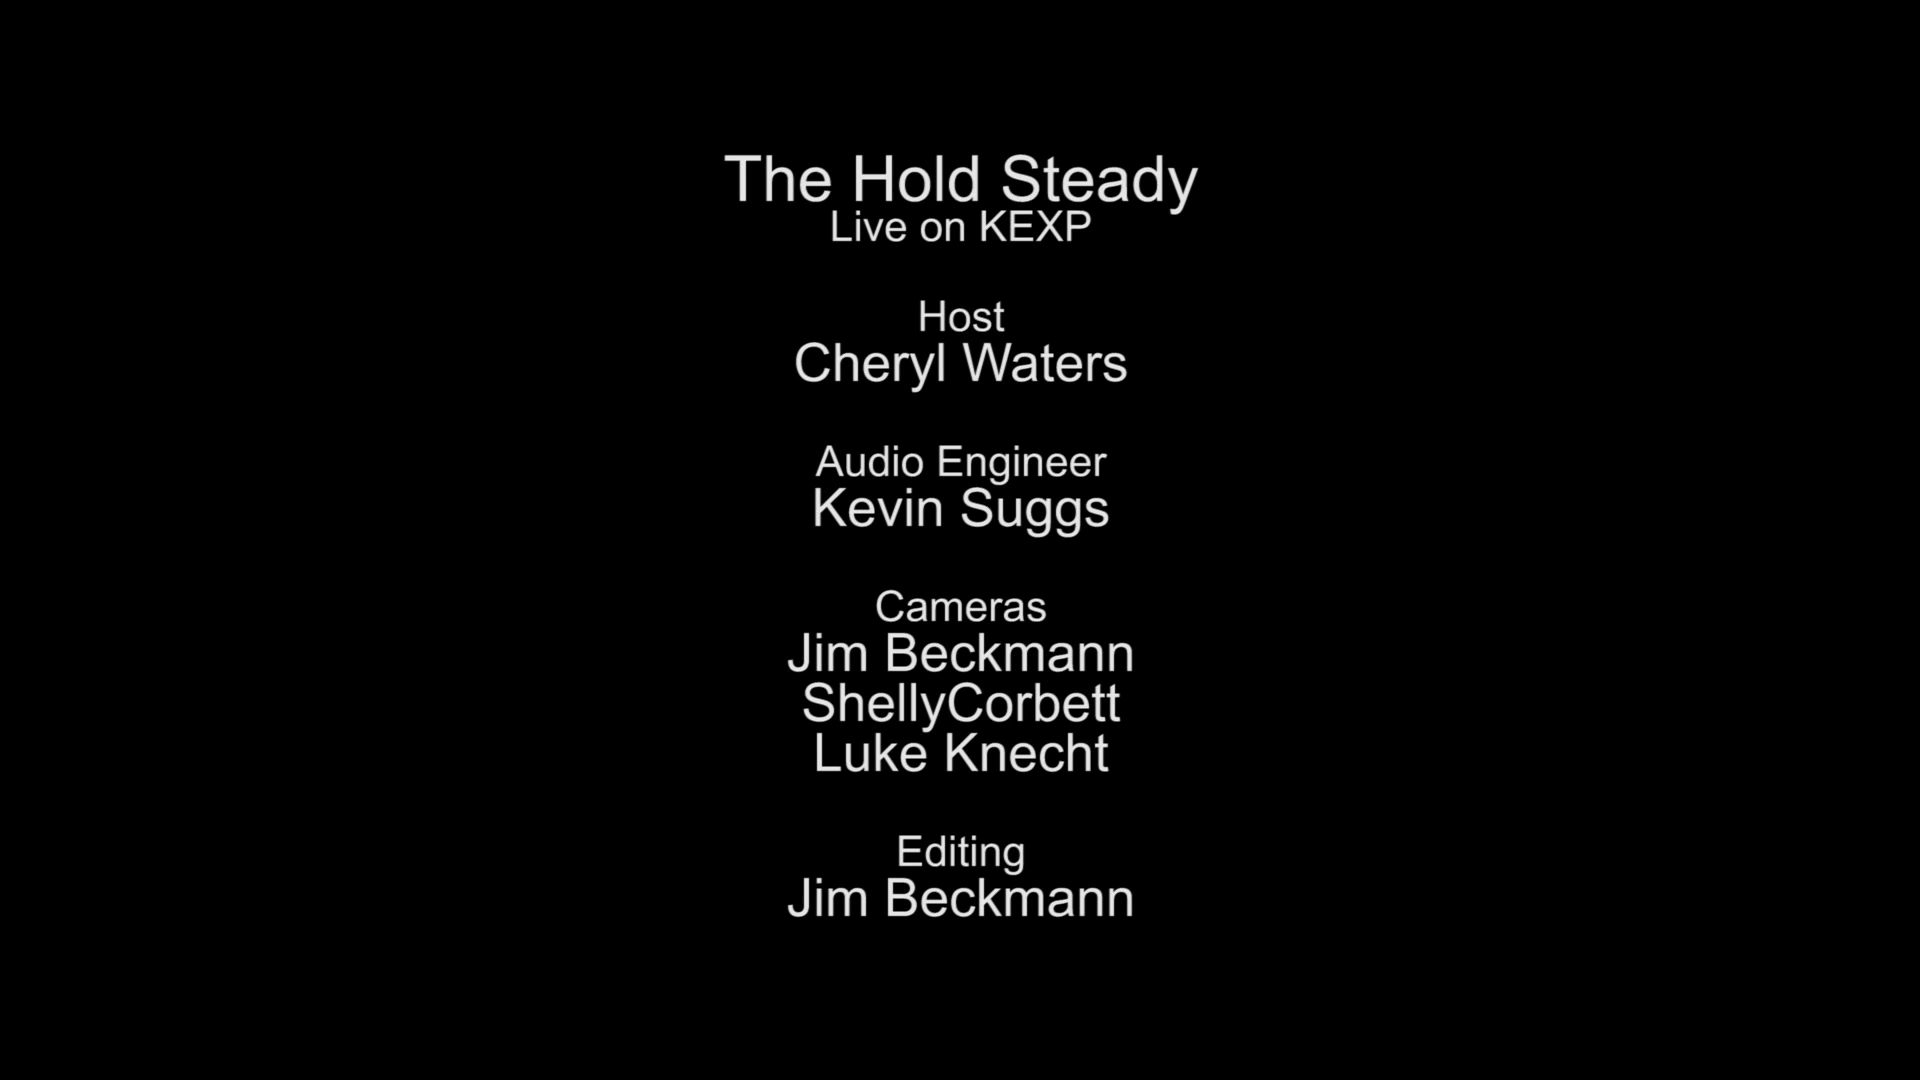 The Hold Steady
Live on KEXP
Host
Cheryl Waters
Audio Engineer
Kevin Suggs
Cameras
Jim Beckmann
ShellyCorbett
Luke Knecht
Editing
Jim Beckmann